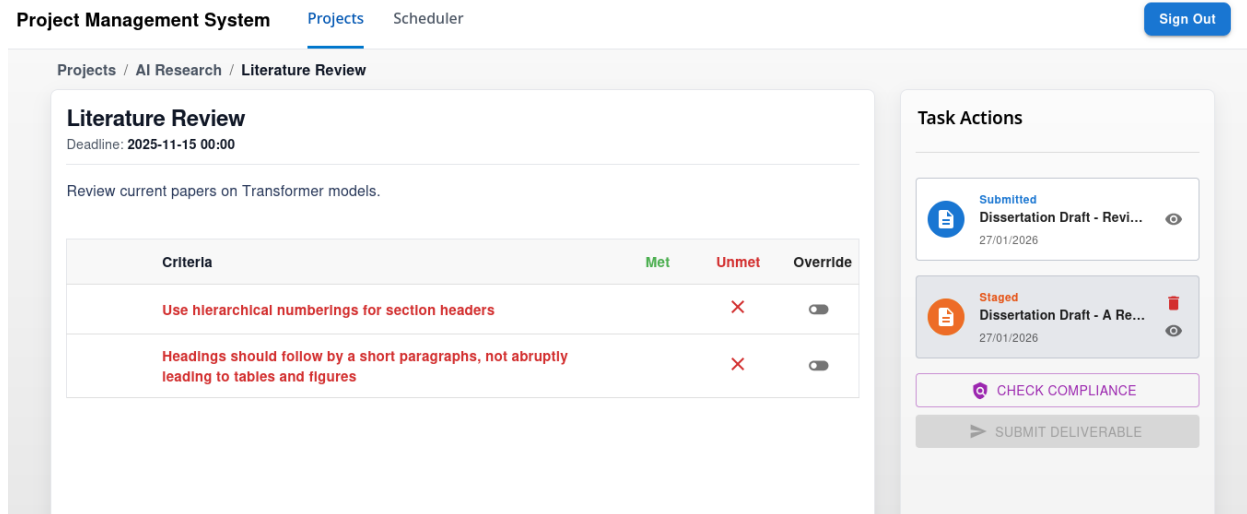 Project Management System
Projects
Scheduler
Sign Out
Projects / AI Research / Literature Review
Literature Review
Deadline: 2025-11-15 00:00
Review current papers on Transformer models.
Criteria Met Unmet Override
Use hierarchical numberings for section headers
Headings should follow by a short paragraphs, not abruptly
leading to tables and figures
Task Actions
Submitted
Dissertation Draft - Revi...
27/01/2026
Staged
Dissertation Draft - A Re...
27/01/2026
CHECK COMPLIANCE
SUBMIT DELIVERABLE